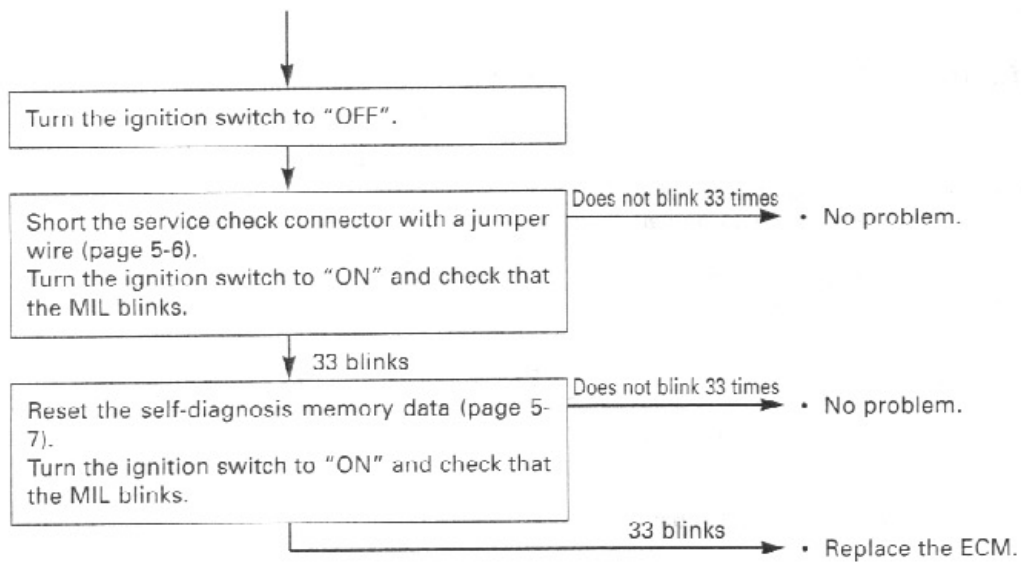 Turn the ignition switch to “OFF”.
Does not blink 33 times
Short the service check connector with a jumper
wire (page 5-6).
Turn the ignition switch to “ON” and check that
the MIL blinks.
• No problem.
33 blinks
Does not blink 33 times
Reset the self-diagnosis memory data (page 5-
7).
Turn the ignition switch to “ON” and check that
the MIL blinks.
• No problem.
33 blinks
• Replace the ECM.